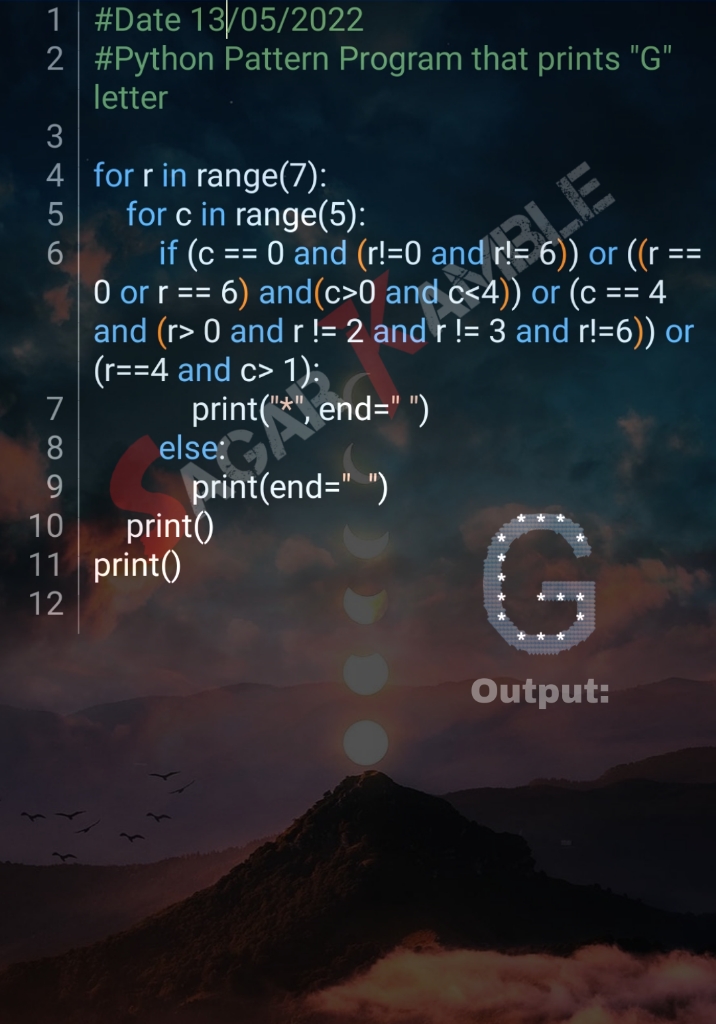 1 #Date 13/05/2022
2 #Python Pattern Program that prints "G"
letter
3
4 for r in range(7):
5 for c in range(5):
6 if (c == 0 and (r!=0 and r!= 6)) or ((r ==
0 or r == 6) and(c>0 and c<4)) or (c == 4
and (r> 0 and r != 2 and r != 3 and r!=6)) or
(r==4 and c> 1):
7 print("*", end=" ")
8 else:
9 print(end="  ")
10 print()
11 print()
12
SAGAR KAMBLE
* * *
* *
*
*
* * * *
* *
* * *
Output: